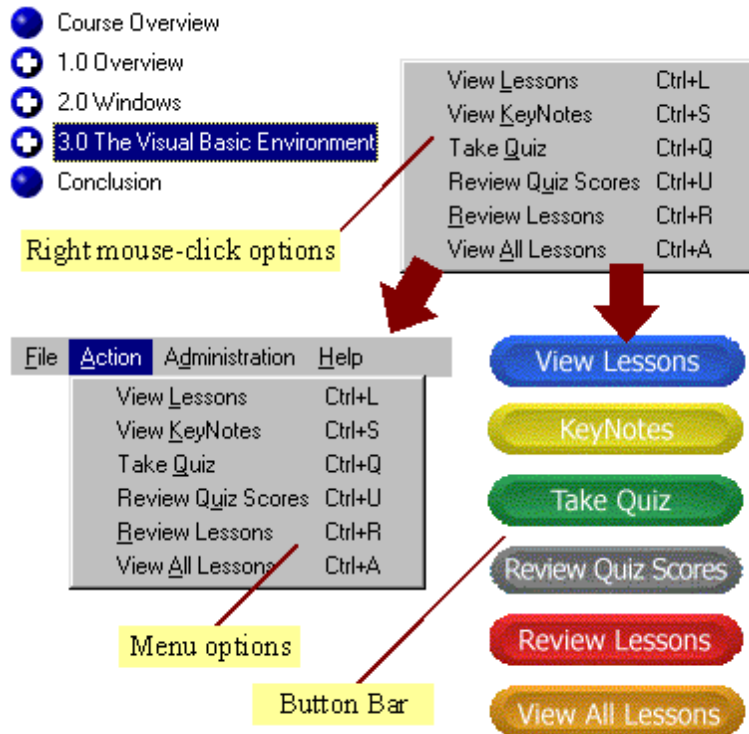 Course Overview
1.0 Overview
2.0 Windows
3.0 The Visual Basic Environment
Conclusion
View Lessons Ctrl+L
View KeyNotes Ctrl+S
Take Quiz Ctrl+Q
Review Quiz Scores Ctrl+U
Review Lessons Ctrl+R
View All Lessons Ctrl+A
Right mouse-click options
File Action Administration Help
View Lessons Ctrl+L
View KeyNotes Ctrl+S
Take Quiz Ctrl+Q
Review Quiz Scores Ctrl+U
Review Lessons Ctrl+R
View All Lessons Ctrl+A
Menu options
View Lessons
KeyNotes
Take Quiz
Review Quiz Scores
Review Lessons
View All Lessons
Button Bar